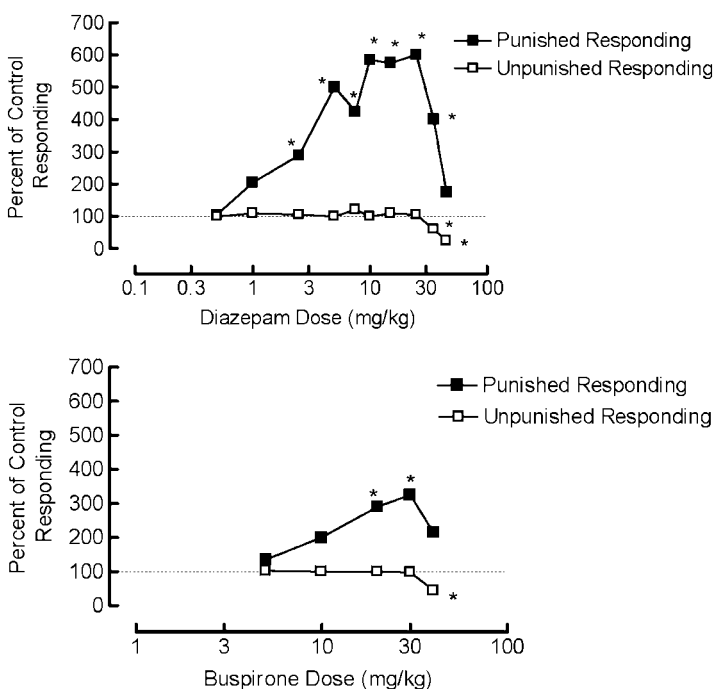 700
600
500
400
300
200
100
0
Percent of Control
Responding
Punished Responding
Unpunished Responding
* * * * * * * * *
0.1 0.3 1 3 10 30 100
Diazepam Dose (mg/kg)
700
600
500
400
300
200
100
0
Percent of Control
Responding
Punished Responding
Unpunished Responding
* * *
1 3 10 30 100
Buspirone Dose (mg/kg)